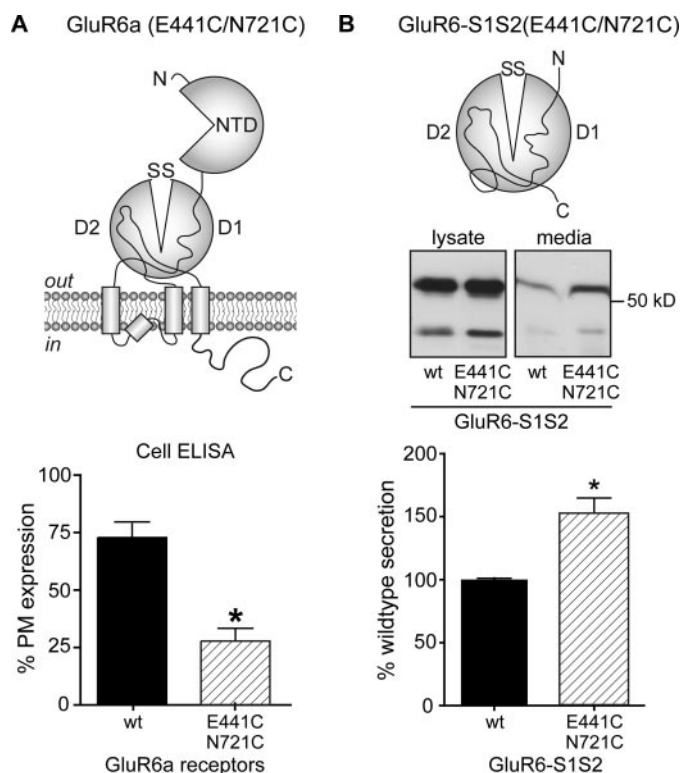 A GluR6a (E441C/N721C)
N
NTD
SS
D2 D1
out
in
C
Cell ELISA
% PM expression
100
75
50
25
0
wt E441C
N721C
GluR6a receptors
B GluR6-S1S2(E441C/N721C)
N
SS
D2 D1
C
lysate media
50 kD
wt E441C wt E441C
N721C N721C
GluR6-S1S2
% wildtype secretion
200
150
100
50
0
*
*
wt E441C
N721C
GluR6-S1S2